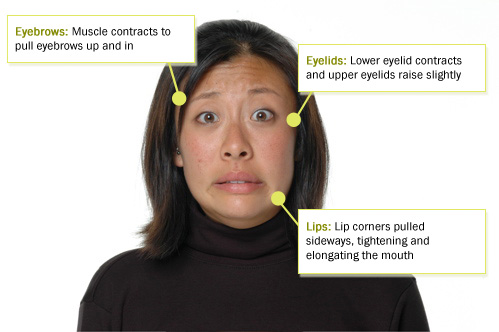 Eyebrows: Muscle contracts to
pull eyebrows up and in
Eyelids: Lower eyelid contracts
and upper eyelids raise slightly
Lips: Lip corners pulled
sideways, tightening and
elongating the mouth